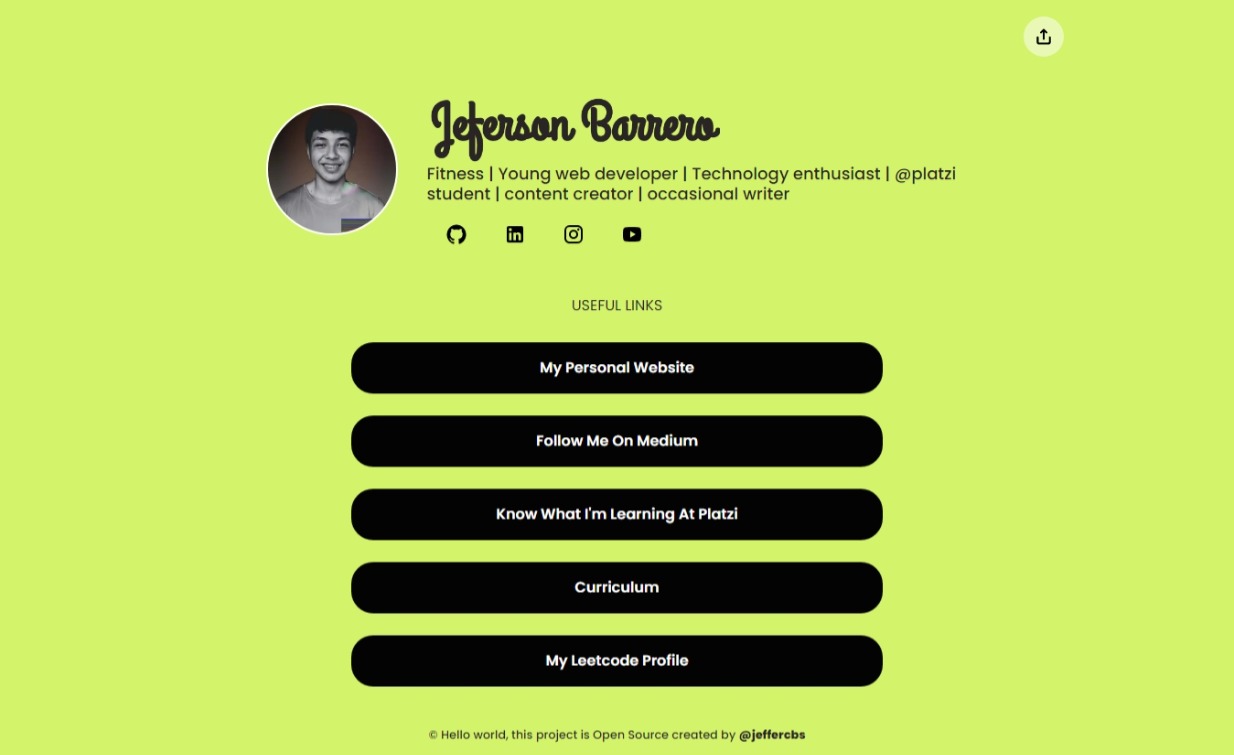 Jeferson Barrero
Fitness | Young web developer | Technology enthusiast | @platzi
student | content creator | occasional writer
USEFUL LINKS
My Personal Website
Follow Me On Medium
Know What I'm Learning At Platzi
Curriculum
My Leetcode Profile
© Hello world, this project is Open Source created by @jeffercbs